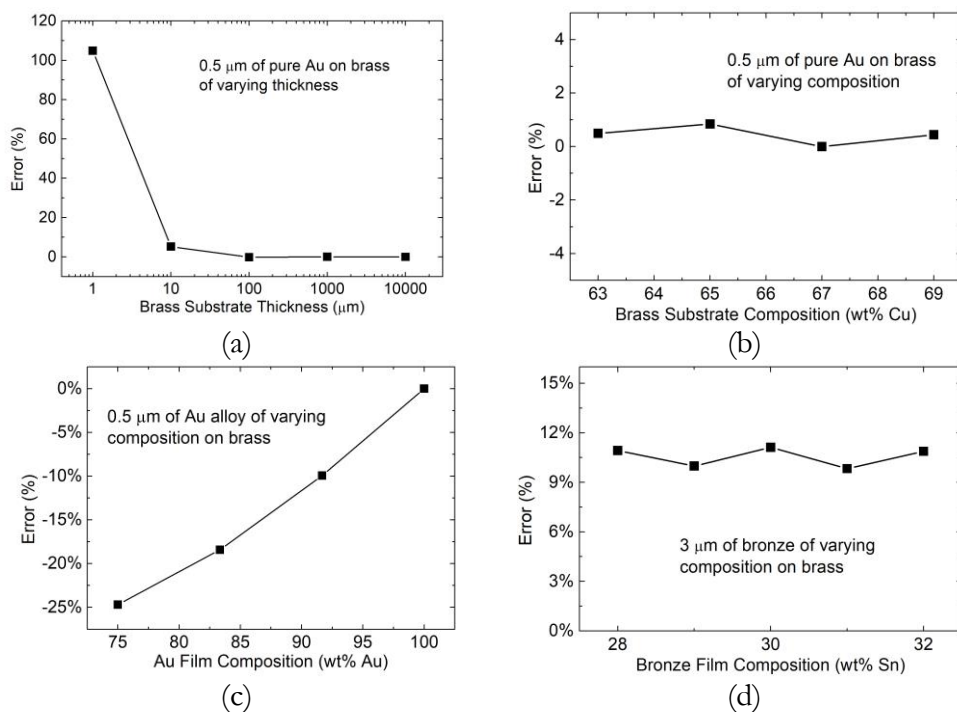 120
100
80
60
40
20
0
Error (%)
0.5 μm of pure Au on brass
of varying thickness
1 10 100 1000 10000
Brass Substrate Thickness (μm)
(a)
4
2
0
-2
-4
Error (%)
0.5 μm of pure Au on brass
of varying composition
63 64 65 66 67 68 69
Brass Substrate Composition (wt% Cu)
(b)
0%
-5%
-10%
-15%
-20%
-25%
Error (%)
0.5 μm of Au alloy of varying
composition on brass
75 80 85 90 95 100
Au Film Composition (wt% Au)
(c)
15%
12%
9%
6%
3%
0%
Error (%)
3 μm of bronze of varying
composition on brass
28 30 32
Bronze Film Composition (wt% Sn)
(d)